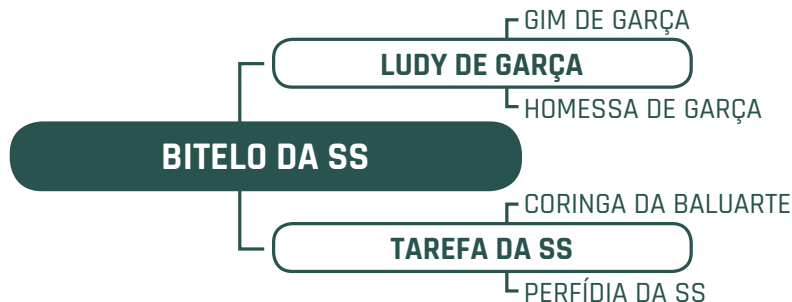 GIM DE GARÇA
LUDY DE GARÇA
HOMESSA DE GARÇA
BITELO DA SS
CORINGA DA BALUARTE
TAREFA DA SS
PERFÍDIA DA SS